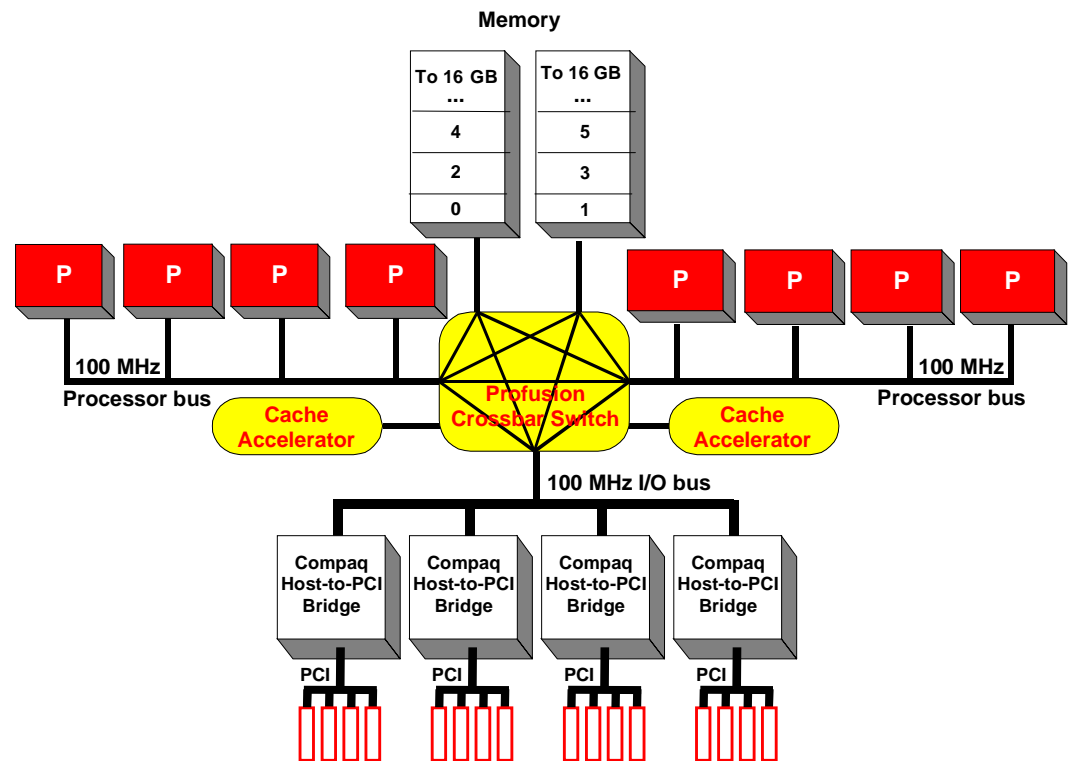 Memory
To 16 GB
...
4
2
0
To 16 GB
...
5
3
1
P
P
P
P
P
P
P
P
100 MHz
Processor bus
100 MHz
Processor bus
Profusion
Crossbar Switch
Cache
Accelerator
Cache
Accelerator
100 MHz I/O bus
Compaq
Host-to-PCI
Bridge
Compaq
Host-to-PCI
Bridge
Compaq
Host-to-PCI
Bridge
Compaq
Host-to-PCI
Bridge
PCI
PCI
PCI
PCI